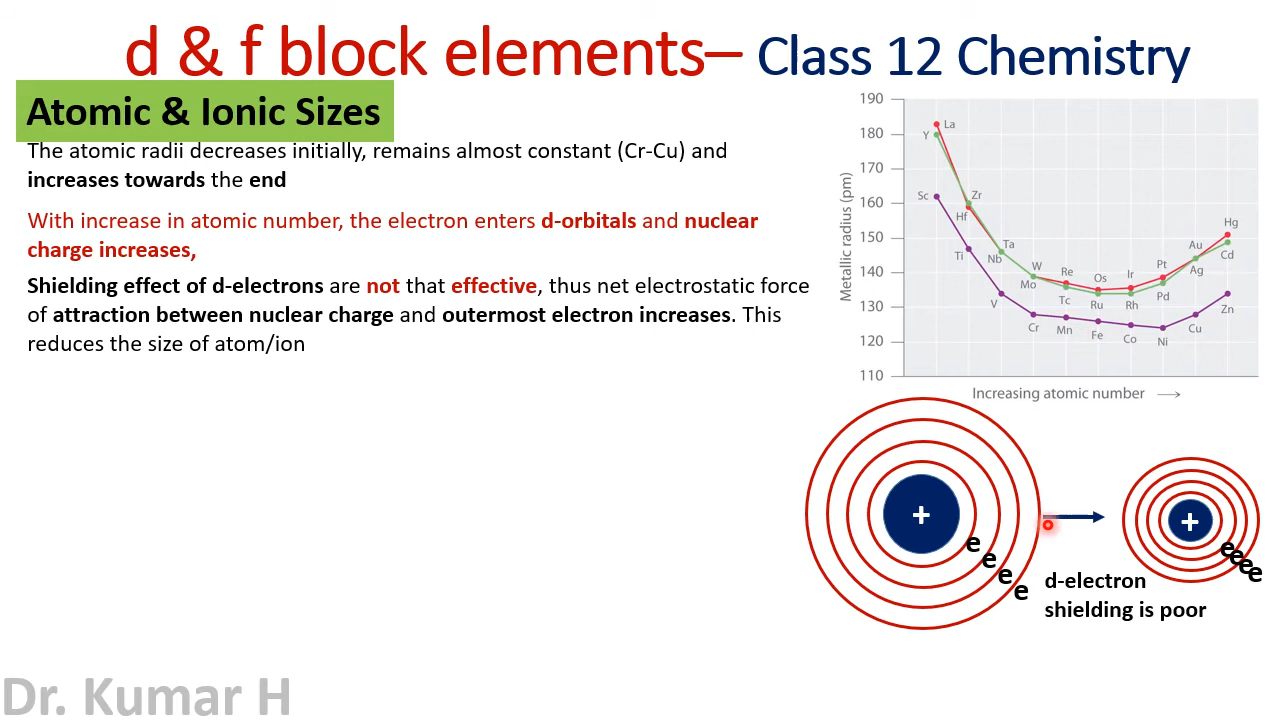 d & f block elements– Class 12 Chemistry
Atomic & Ionic Sizes
The atomic radii decreases initially, remains almost constant (Cr-Cu) and
increases towards the end
With increase in atomic number, the electron enters d-orbitals and nuclear
charge increases,
Shielding effect of d-electrons are not that effective, thus net electrostatic force
of attraction between nuclear charge and outermost electron increases. This
reduces the size of atom/ion
Metallic radius (pm)
190
180
170
160
150
140
130
120
110
La
Y
Sc
Zr
Hf
Ti
Ta
Nb
V
W
Mo
Cr
Re
Tc
Mn
Os
Ru
Fe
Ir
Rh
Co
Pt
Pd
Ni
Au
Ag
Cu
Hg
Cd
Zn
Increasing atomic number →
+
e
e
e
e
+
e
e
e
e
d-electron
shielding is poor
Dr. Kumar H